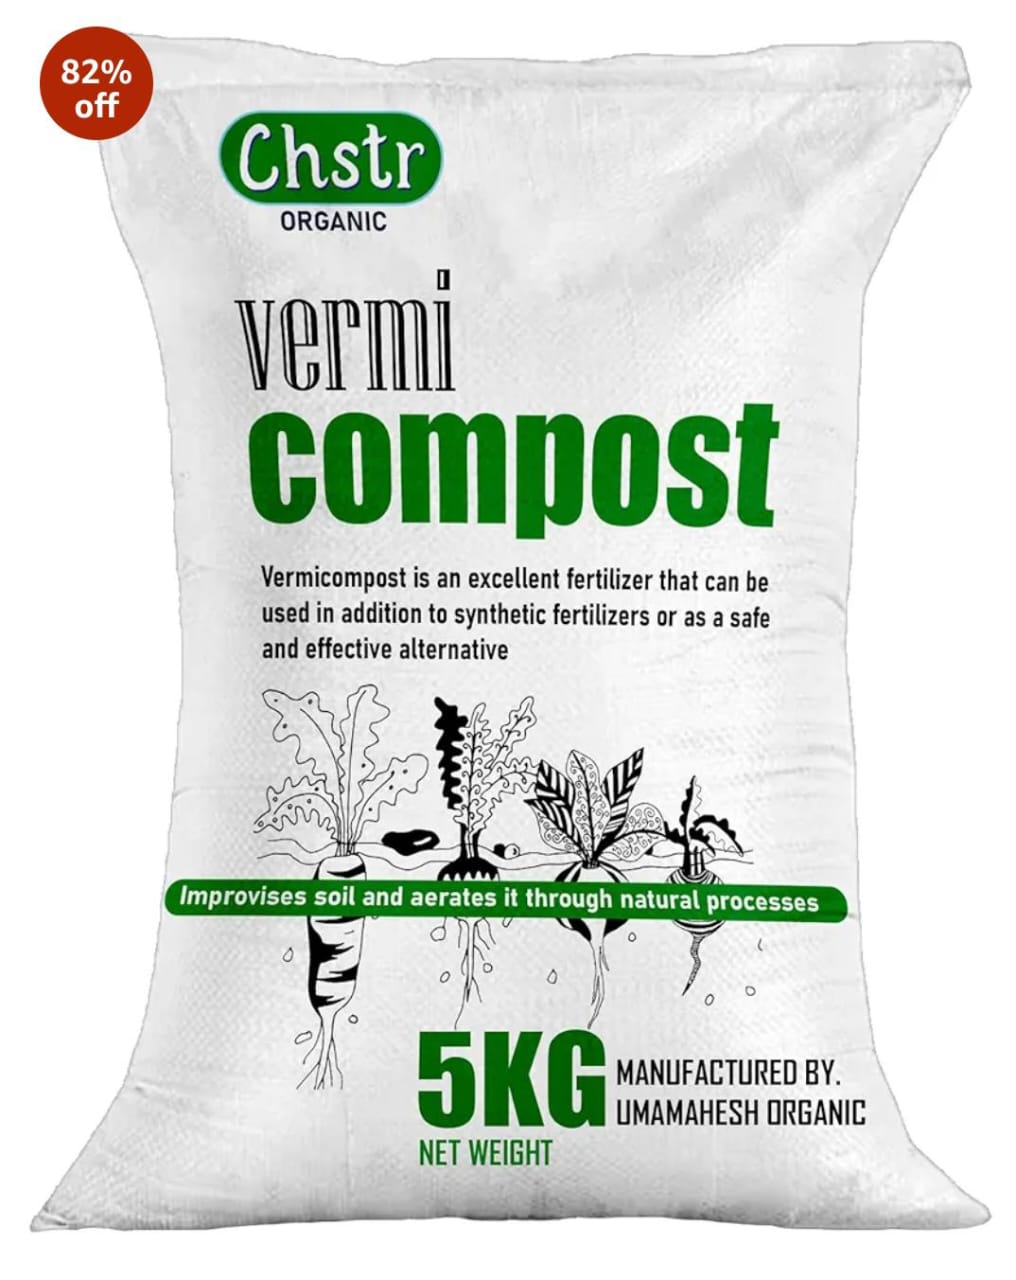 82%
off
Chstr
ORGANIC
vermi
compost
Vermicompost is an excellent fertilizer that can be
used in addition to synthetic fertilizers or as a safe
and effective alternative
Improvises soil and aerates it through natural processes
5KG
NET WEIGHT
MANUFACTURED BY.
UMAMAHESH ORGANIC